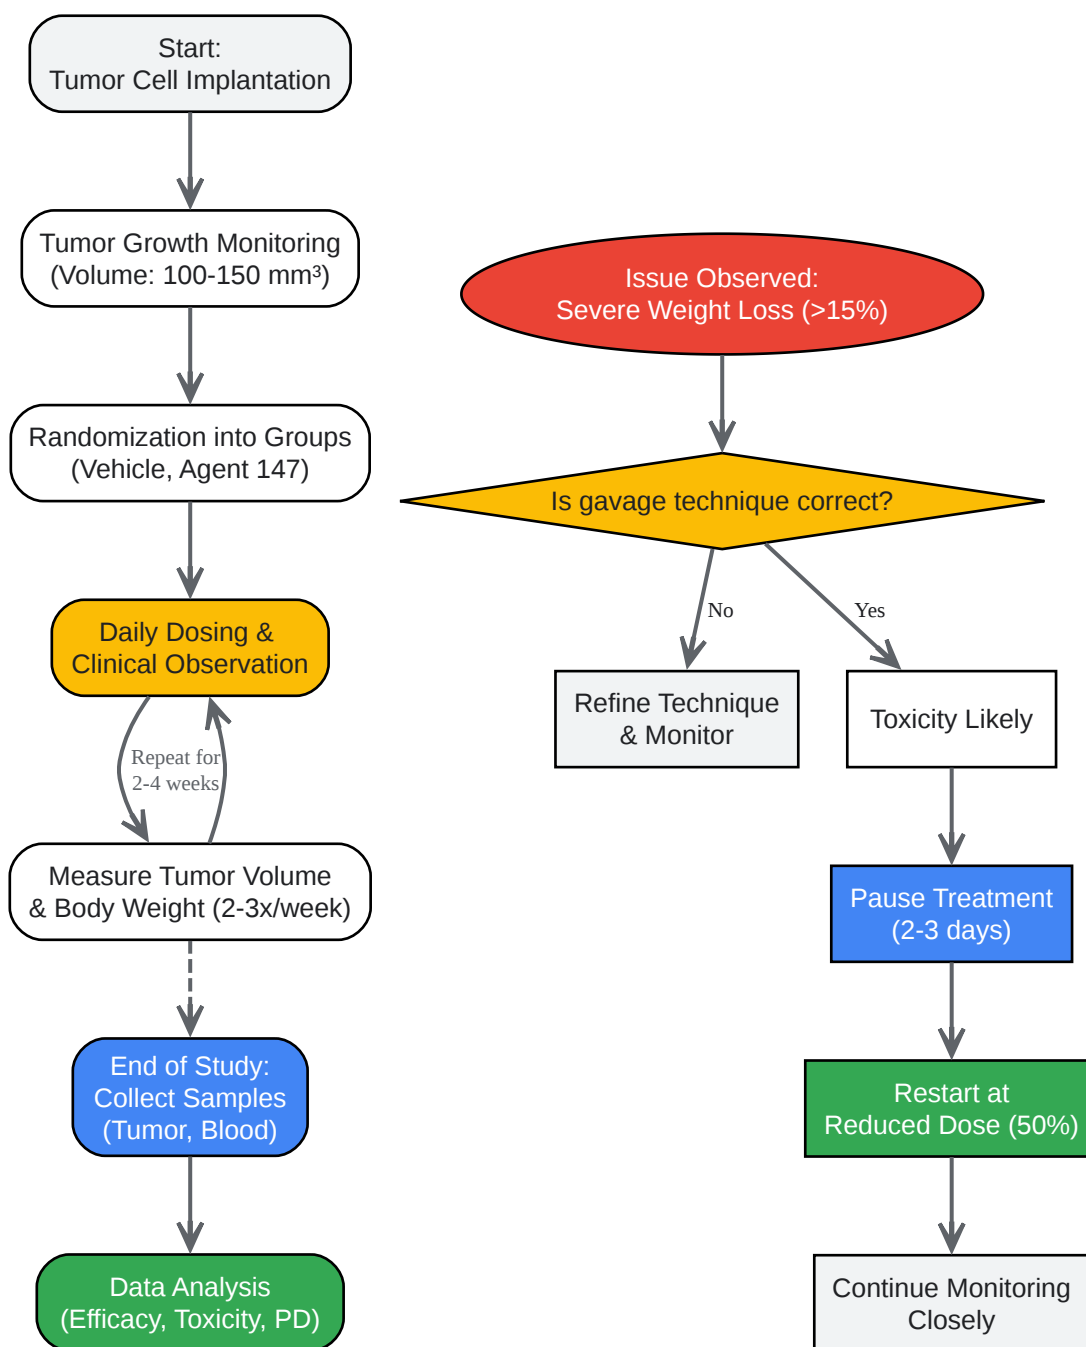 Start:
Tumor Cell Implantation
Tumor Growth Monitoring
(Volume: 100-150 mm³)
Randomization into Groups
(Vehicle, Agent 147)
Daily Dosing &
Clinical Observation
Repeat for
2-4 weeks
Measure Tumor Volume
& Body Weight (2-3x/week)
End of Study:
Collect Samples
(Tumor, Blood)
Data Analysis
(Efficacy, Toxicity, PD)
Issue Observed:
Severe Weight Loss (>15%)
Is gavage technique correct?
No
Yes
Refine Technique
& Monitor
Toxicity Likely
Pause Treatment
(2-3 days)
Restart at
Reduced Dose (50%)
Continue Monitoring
Closely